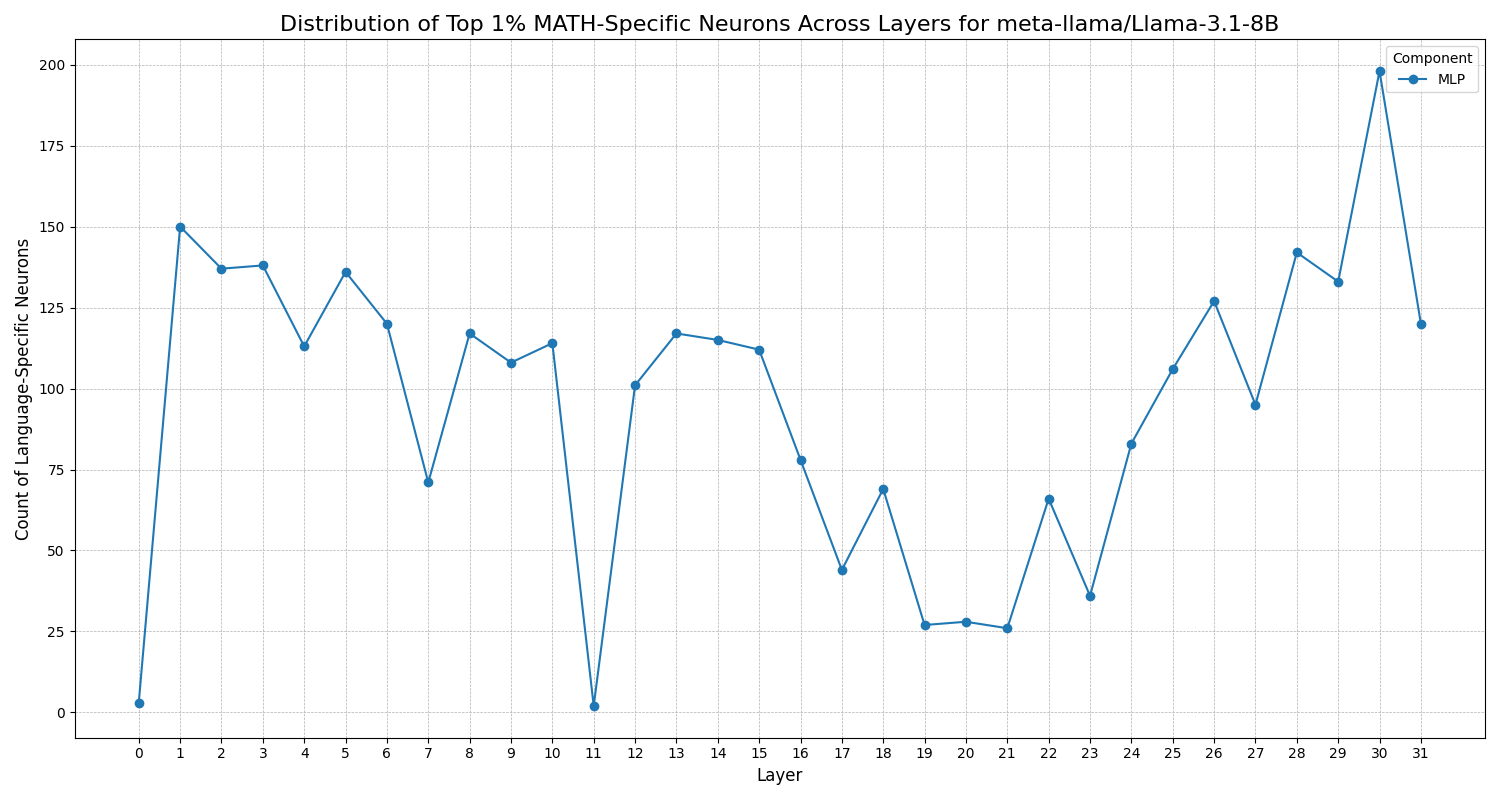 Distribution of Top 1% MATH-Specific Neurons Across Layers for meta-llama/Llama-3.1-8B
Component
MLP
Count of Language-Specific Neurons
200
175
150
125
100
75
50
25
0
0 1 2 3 4 5 6 7 8 9 10 11 12 13 14 15 16 17 18 19 20 21 22 23 24 25 26 27 28 29 30 31
Layer